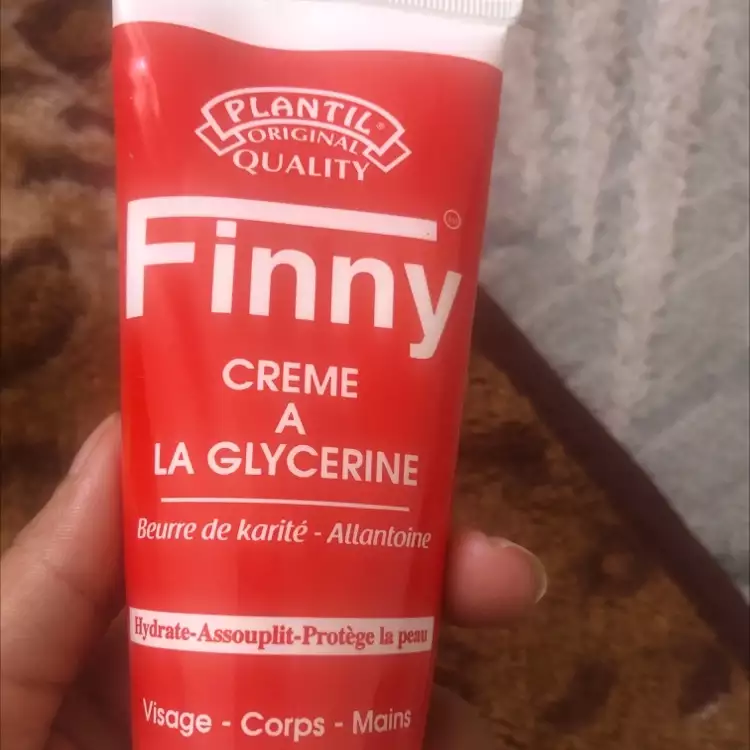 PLANTIL®
ORIGINAL
QUALITY
Finny
CREME
A
LA GLYCERINE
Beurre de karité - Allantoine
Hydrate-Assouplit-Protège la peau
Visage - Corps - Mains